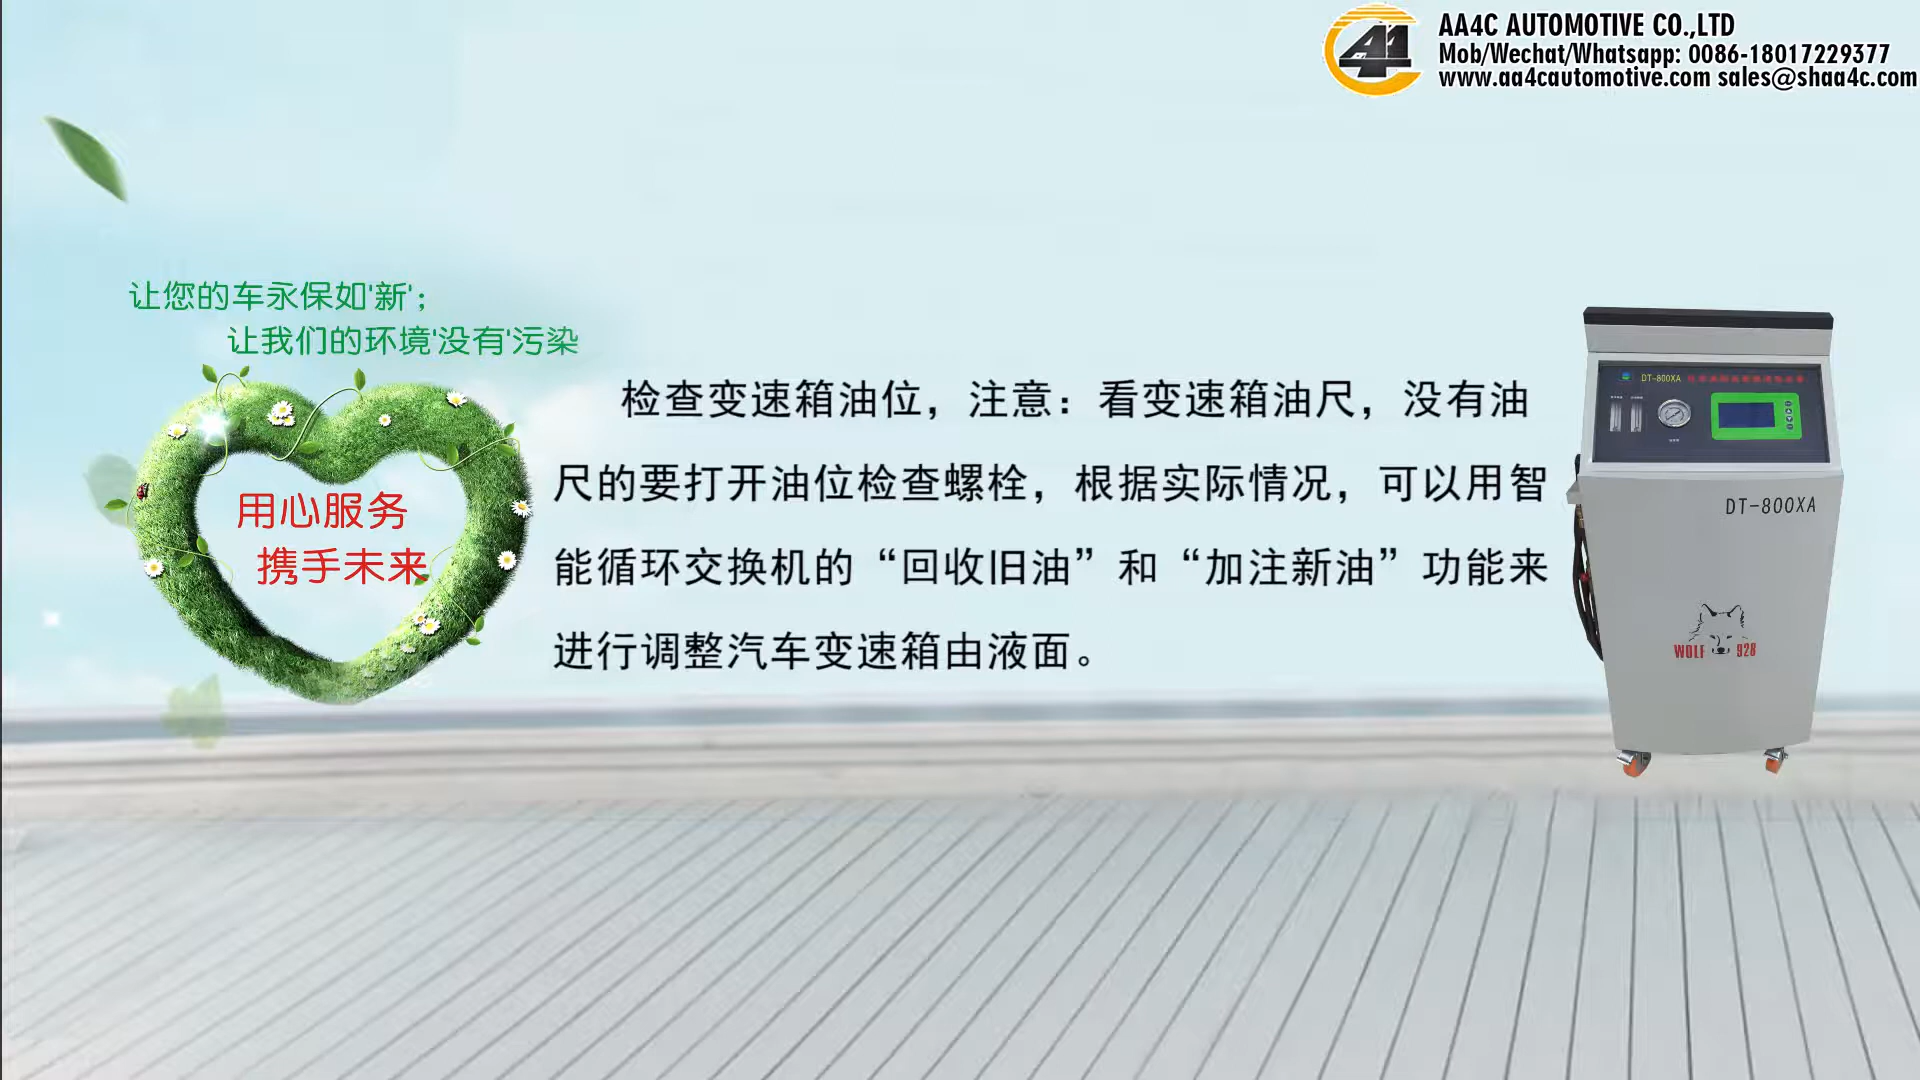 AA4C AUTOMOTIVE CO.,LTD
Mob/Wechat/Whatsapp: 0086-18017229377
www.aa4cautomotive.com sales@shaa4c.com
让您的车永保如'新'；
让我们的环境'没有'污染
用心服务
携手未来
检查变速箱油位，注意：看变速箱油尺，没有油
尺的要打开油位检查螺栓，根据实际情况，可以用智
能循环交换机的“回收旧油”和“加注新油”功能来
进行调整汽车变速箱由液面。
DT-800XA
DT-800XA
WOLF 928